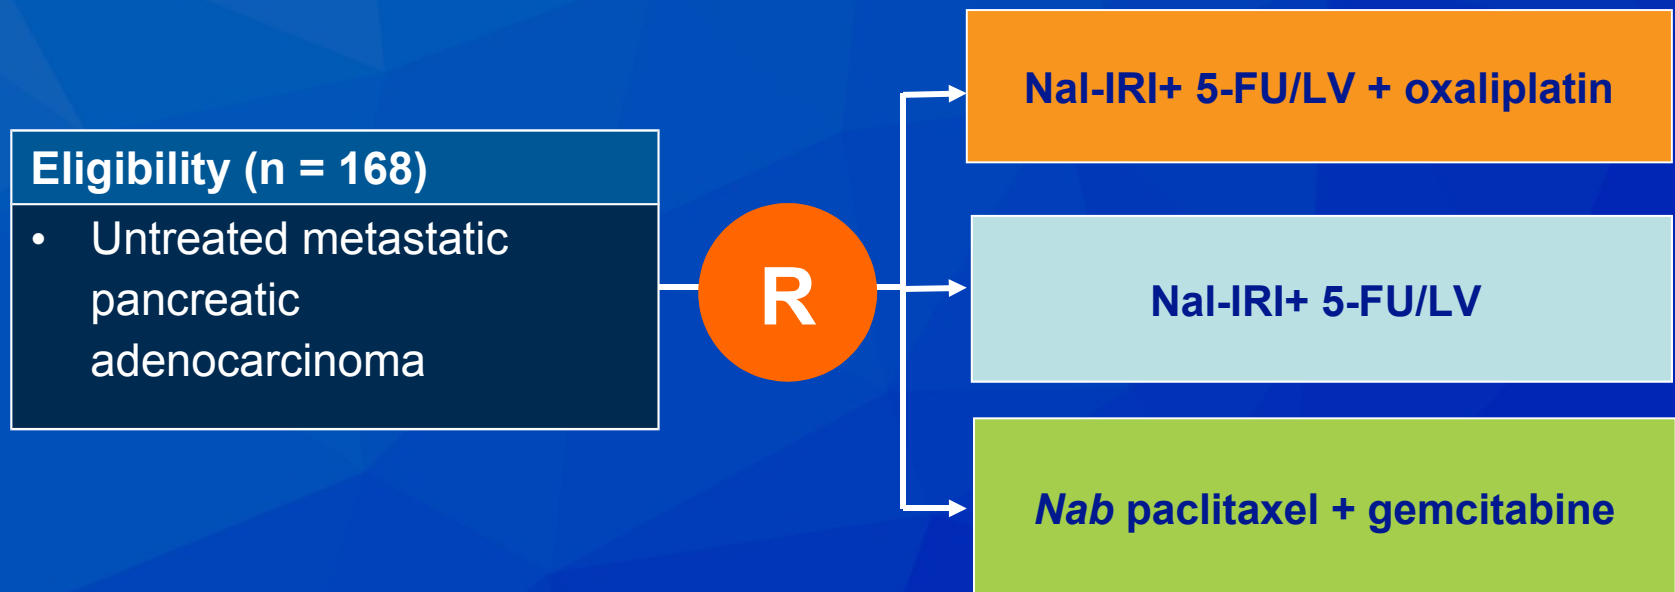 Nal-IRI+ 5-FU/LV + oxaliplatin
Eligibility (n = 168)
• Untreated metastatic
pancreatic
adenocarcinoma
R
Nal-IRI+ 5-FU/LV
Nab paclitaxel + gemcitabine